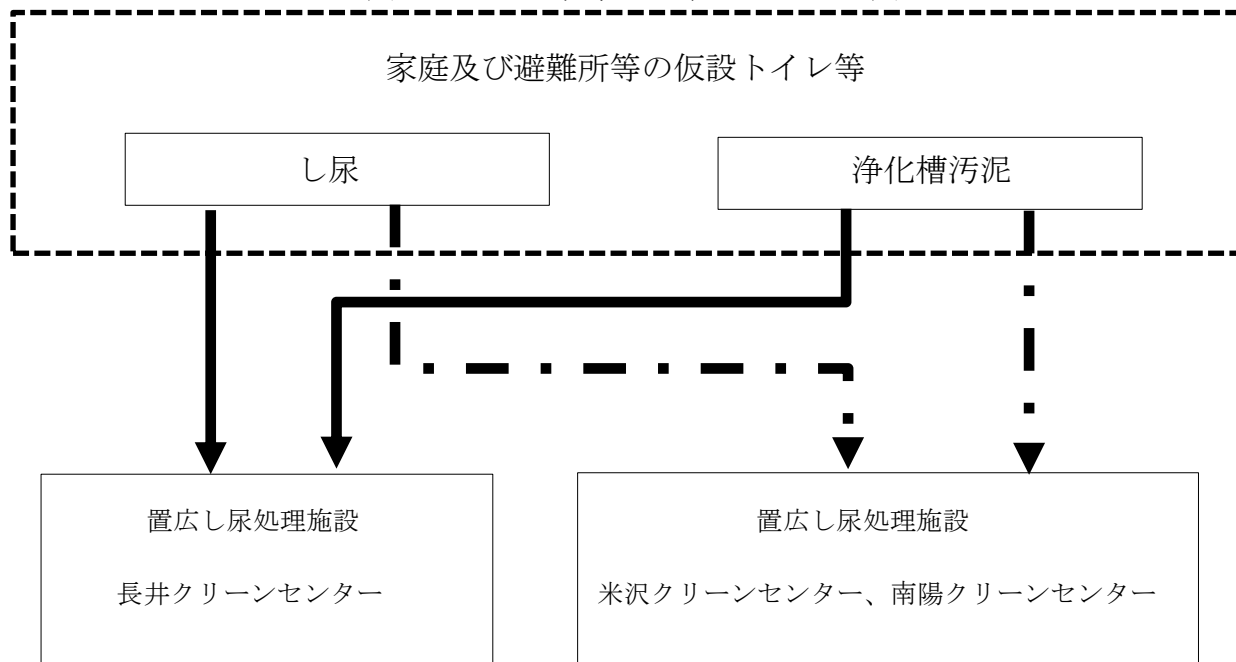 家庭及び避難所等の仮設トイレ等
し尿
浄化槽汚泥
置広し尿処理施設
長井クリーンセンター
置広し尿処理施設
米沢クリーンセンター、南陽クリーンセンター